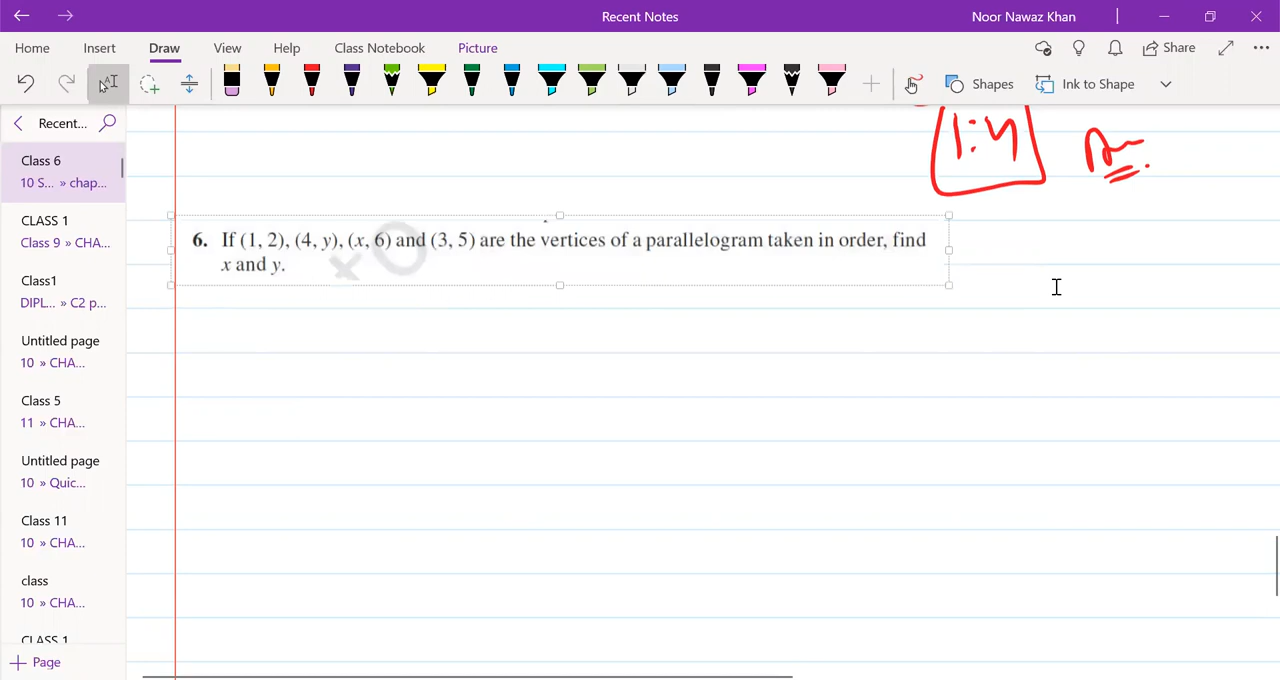 Recent Notes
Noor Nawaz Khan
Home Insert Draw View Help Class Notebook Picture
Share
Shapes
Ink to Shape
Recent...
Class 6
10 S... » chap...
CLASS 1
Class 9 » CHA...
Class1
DIPL... » C2 p...
Untitled page
10 » CHA...
Class 5
11 » CHA...
Untitled page
10 » Quic...
Class 11
10 » CHA...
class
10 » CHA...
CLASS 1
Page
1:4
6. If (1, 2), (4, y), (x, 6) and (3, 5) are the vertices of a parallelogram taken in order, find
x and y.